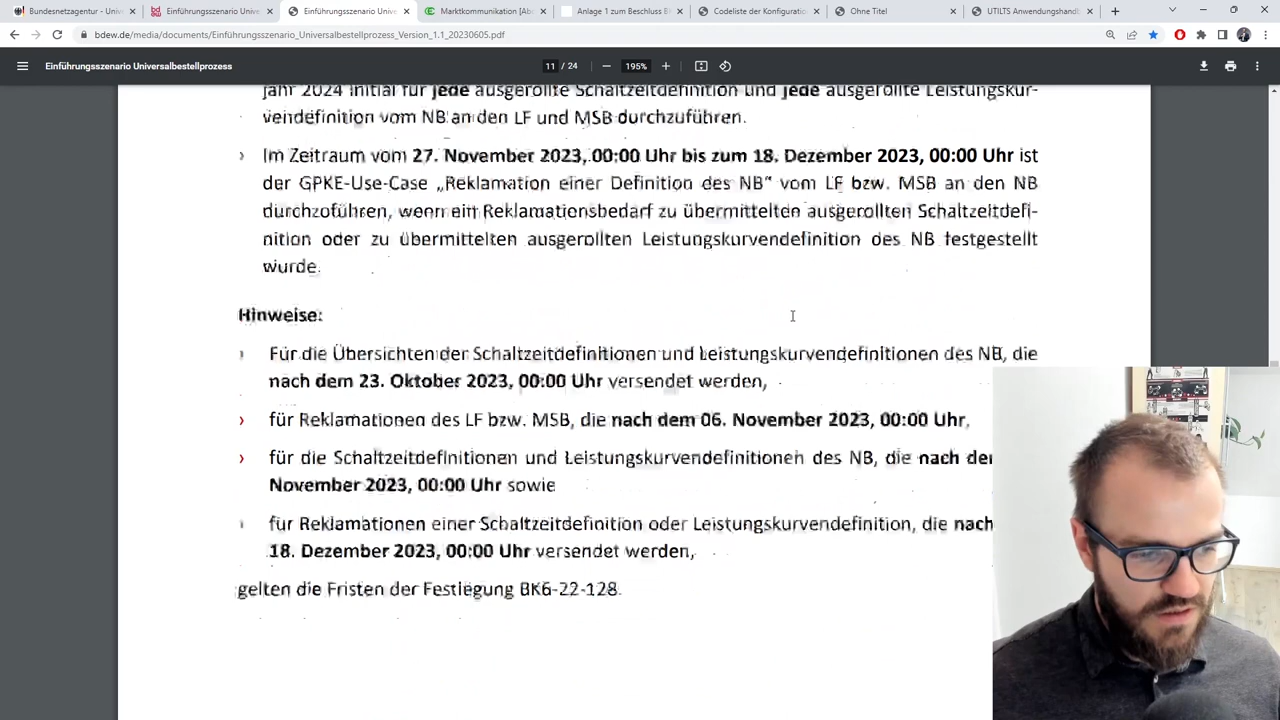 Bundesnetzagentur - Unive
Einführungsszenario Universalbe
Einführungsszenario Unive
Marktkommunikation [Abo
Anlage 1 zum Beschluss BK
Codeliste der Konfiguration
Ohne Titel
UTILTS Anwendungshandb
bdew.de/media/documents/Einführungsszenario_Universalbestellprozess_Version_1.1_20230605.pdf
Einführungsszenario Universalbestellprozess
11 / 24
195%
jahr 2024 initial für jede ausgerollte Schaltzeitdefinition und jede ausgerollte Leistungskur-
vendefinition vom NB an den LF und MSB durchzuführen.
› Im Zeitraum vom 27. November 2023, 00:00 Uhr bis zum 18. Dezember 2023, 00:00 Uhr ist
der GPKE-Use-Case „Reklamation einer Definition des NB“ vom LF bzw. MSB an den NB
durchzuführen, wenn ein Reklamationsbedarf zu übermittelten ausgerollten Schaltzeitdefi-
nition oder zu übermittelten ausgerollten Leistungskurvendefinition des NB festgestellt
wurde.
Hinweise:
› Für die Übersichten der Schaltzeitdefinitionen und Leistungskurvendefinitionen des NB, die
nach dem 23. Oktober 2023, 00:00 Uhr versendet werden,
› für Reklamationen des LF bzw. MSB, die nach dem 06. November 2023, 00:00 Uhr,
› für die Schaltzeitdefinitionen und Leistungskurvendefinitionen des NB, die nach der
November 2023, 00:00 Uhr sowie
› für Reklamationen einer Schaltzeitdefinition oder Leistungskurvendefinition, die nach
18. Dezember 2023, 00:00 Uhr versendet werden,
gelten die Fristen der Festlegung BK6-22-128.